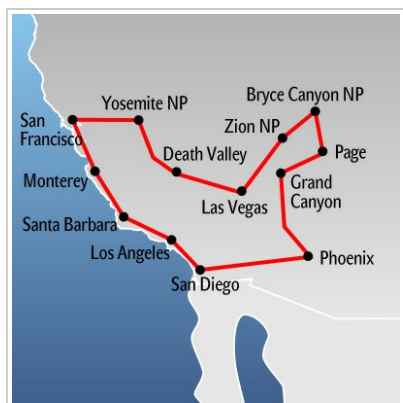 Bryce Canyon NP
Yosemite NP
San
Francisco
Zion NP
Death Valley
Page
Monterey
Grand
Canyon
Las Vegas
Santa Barbara
Los Angeles
Phoenix
San Diego